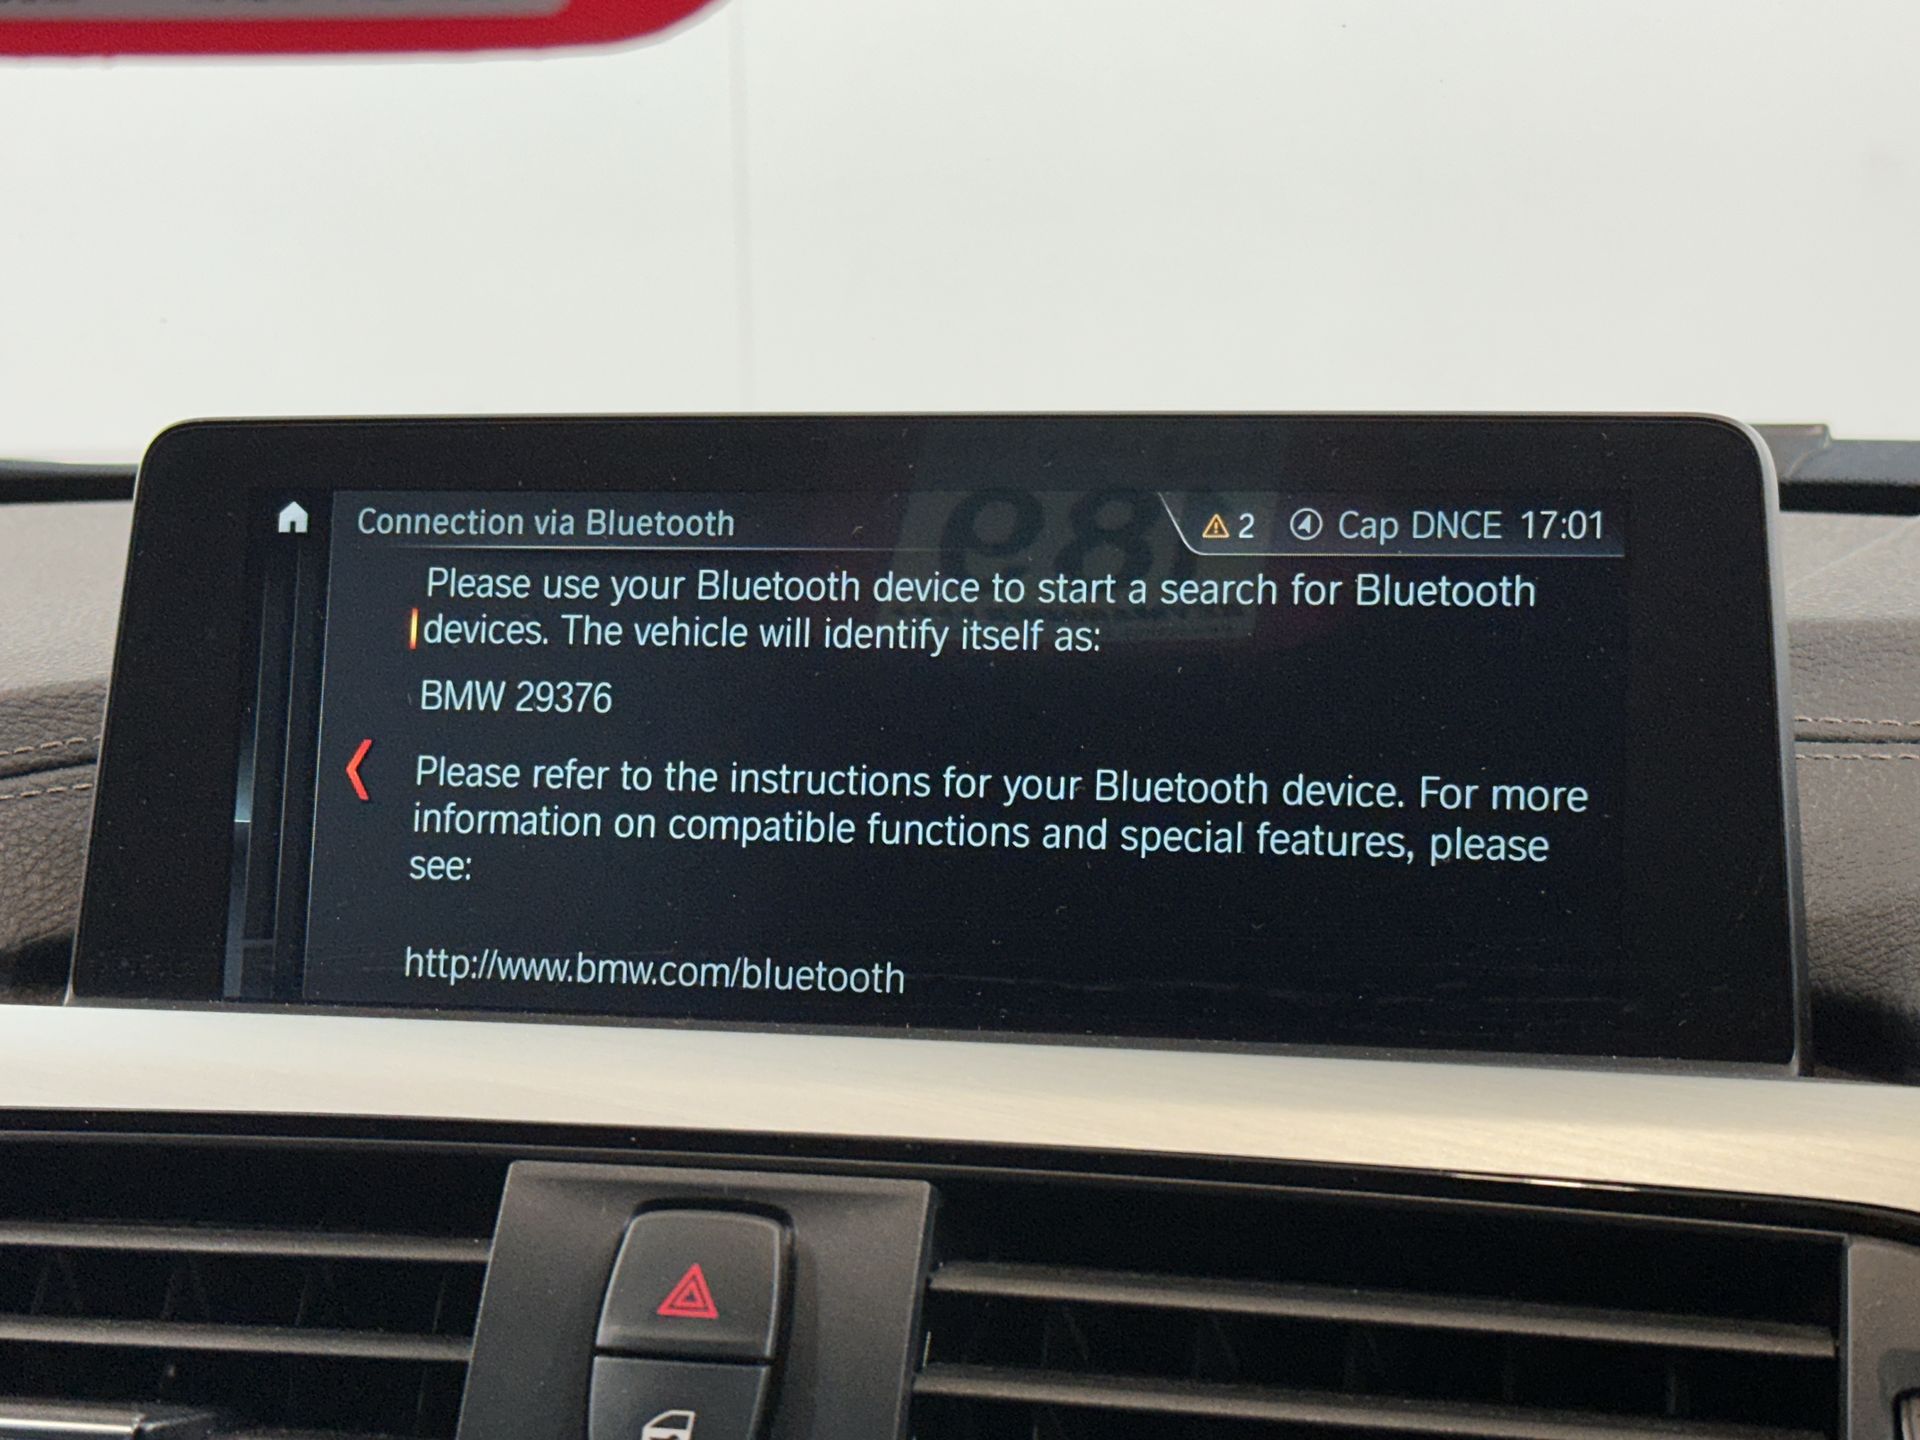 Connection via Bluetooth
2 Cap DNCE 17:01
Please use your Bluetooth device to start a search for Bluetooth
devices. The vehicle will identify itself as:
BMW 29376
Please refer to the instructions for your Bluetooth device. For more
information on compatible functions and special features, please
see:
http://www.bmw.com/bluetooth